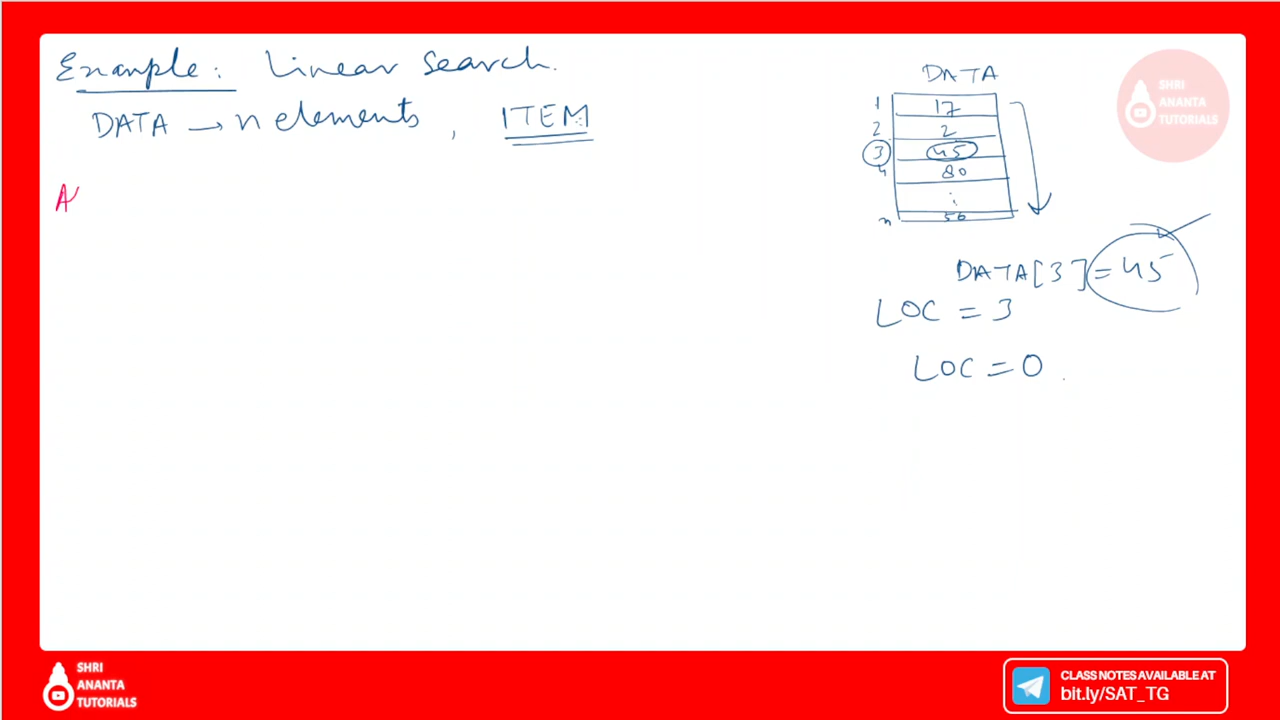 Example: Linear Search.
DATA → n elements, ITEM
A
DATA
1 17
2 2
3 45
4 80
:
n 56
DATA[3] = 45
LOC = 3
LOC = 0
SHRI
ANANTA
TUTORIALS
SHRI
ANANTA
TUTORIALS
CLASS NOTES AVAILABLE AT
bit.ly/SAT_TG